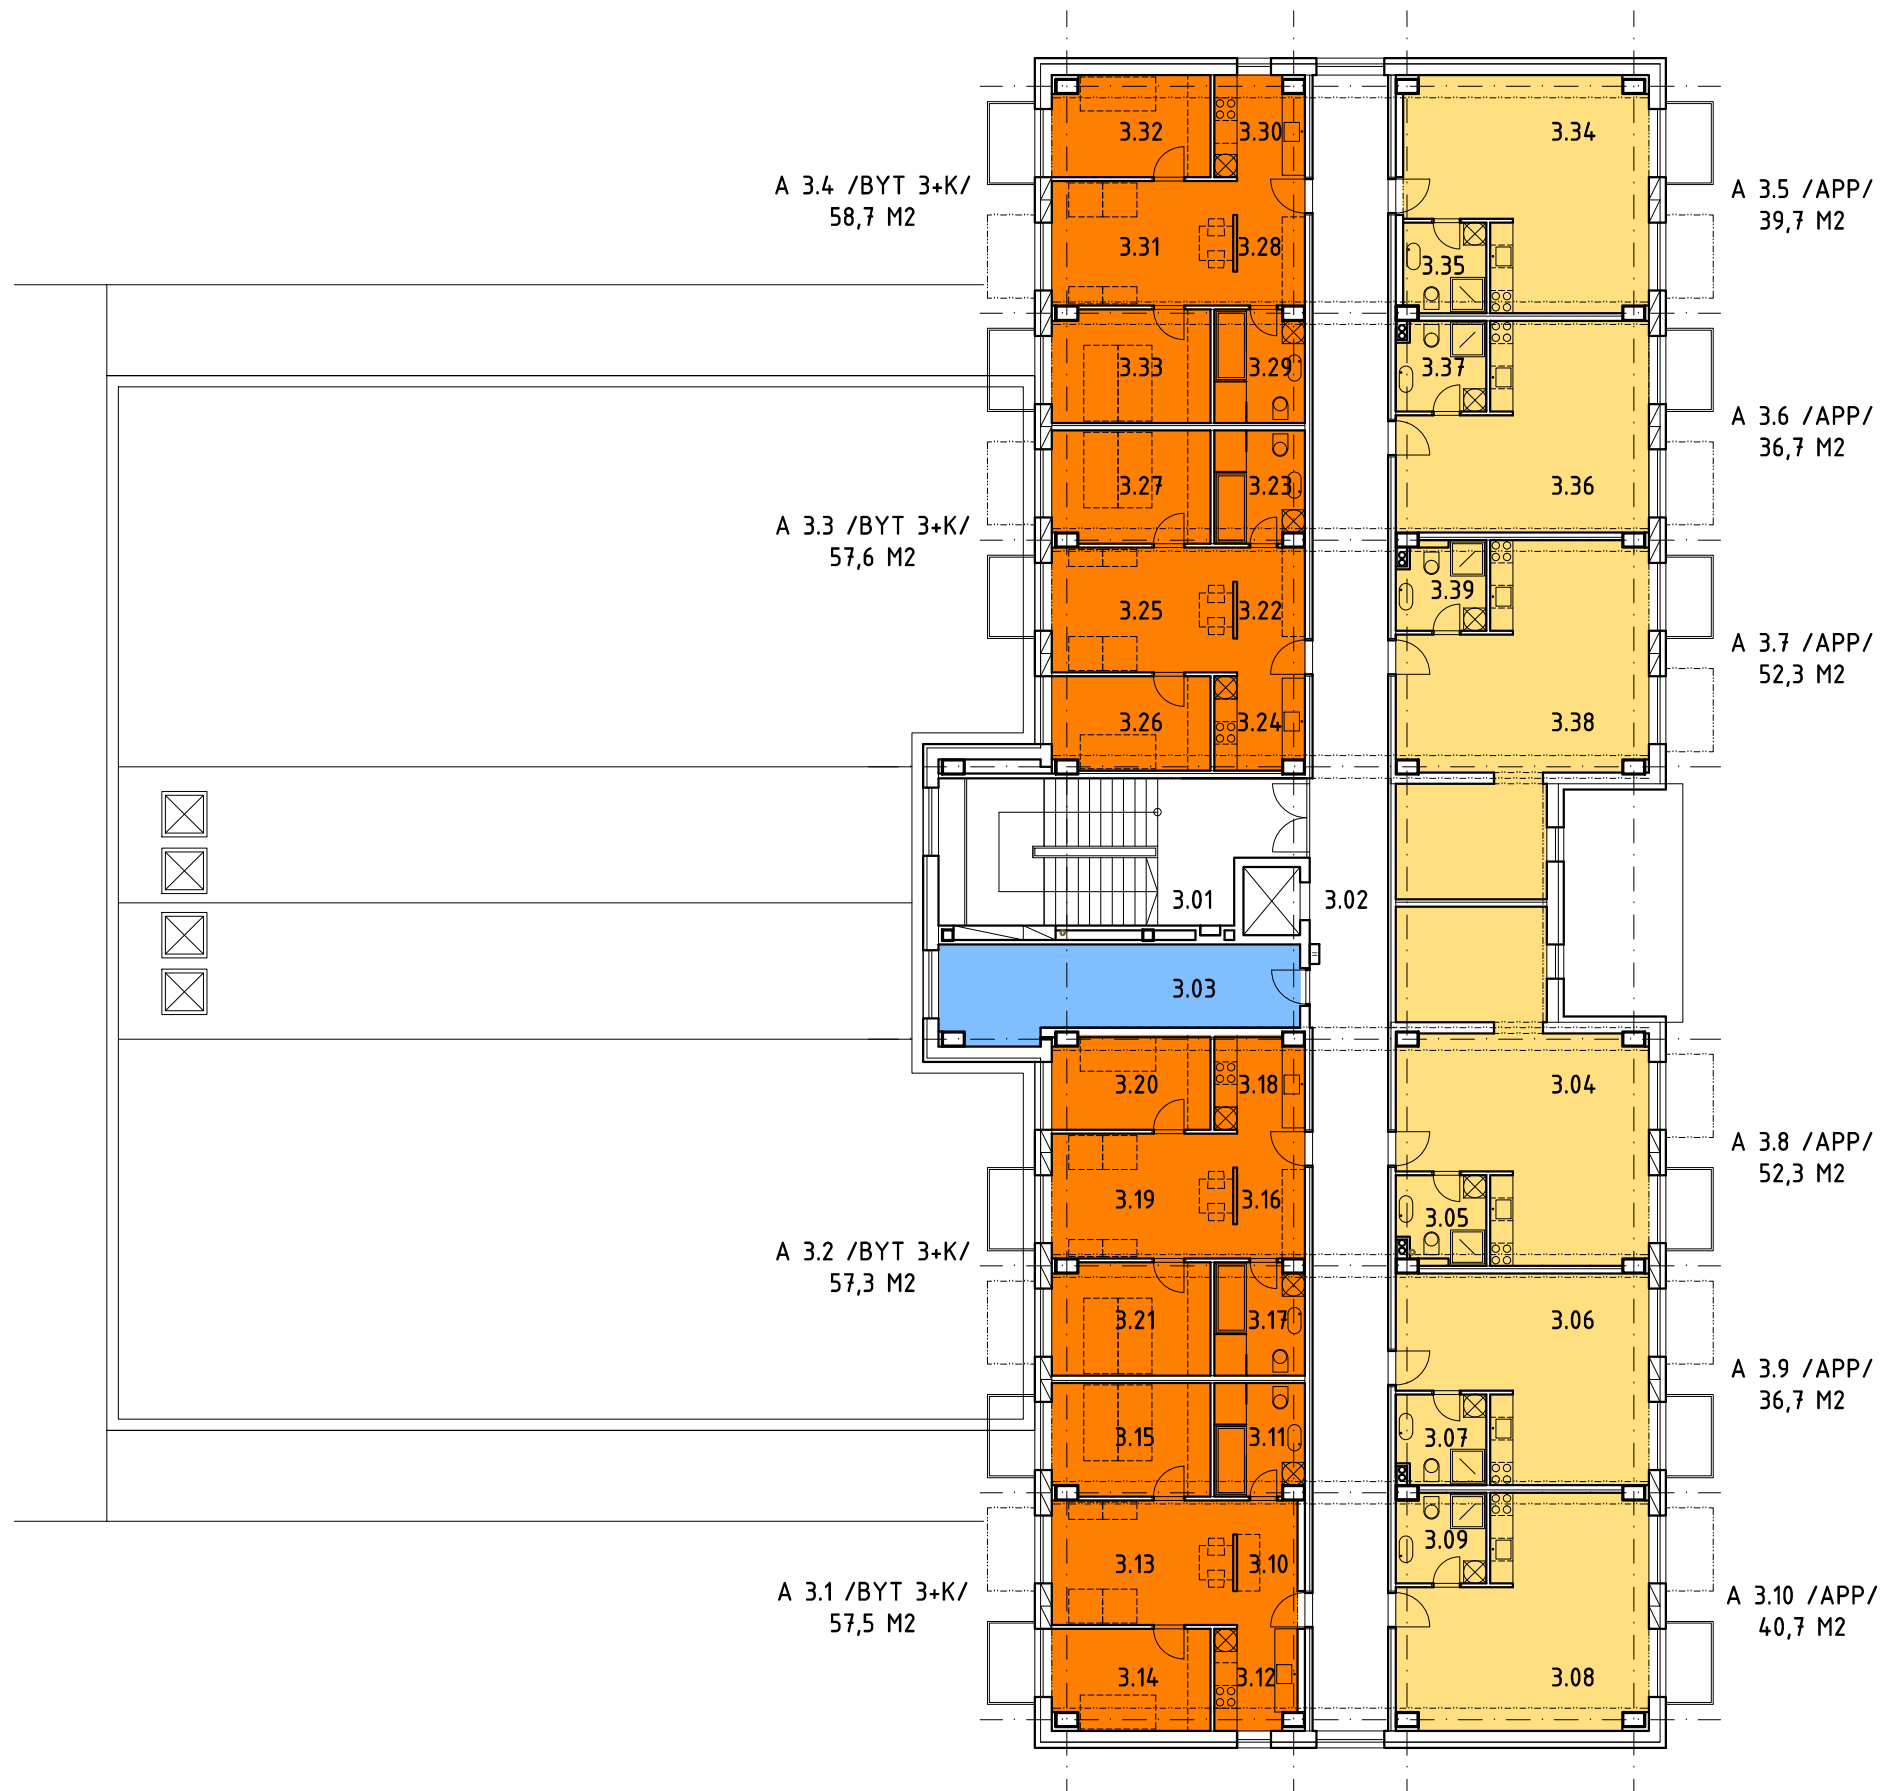 3.32
3.30
3.34
A 3.4 /BYT 3+K/
58,7 M2
A 3.5 /APP/
39,7 M2
3.31
3.28
3.35
3.33
3.29
3.37
A 3.6 /APP/
36,7 M2
3.27
3.23
3.36
A 3.3 /BYT 3+K/
57,6 M2
3.25
3.22
3.39
A 3.7 /APP/
52,3 M2
3.26
3.24
3.38
3.01
3.02
3.03
3.20
3.18
3.04
A 3.8 /APP/
52,3 M2
3.19
3.16
3.05
A 3.2 /BYT 3+K/
57,3 M2
3.21
3.17
3.06
A 3.9 /APP/
36,7 M2
3.15
3.11
3.07
3.13
3.10
3.09
A 3.1 /BYT 3+K/
57,5 M2
A 3.10 /APP/
40,7 M2
3.14
3.12
3.08